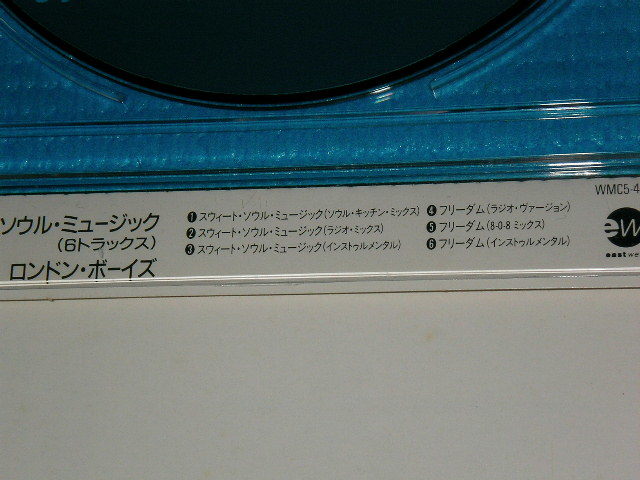 ソウル・ミュージック
(6トラックス)
ロンドン・ボーイズ
❶スウィート・ソウル・ミュージック(ソウル・キッチン・ミックス)
❷スウィート・ソウル・ミュージック(ラジオ・ミックス)
❸スウィート・ソウル・ミュージック(インストゥルメンタル)
❹フリーダム(ラジオ・ヴァージョン)
❺フリーダム(8-0-8 ミックス)
❻フリーダム(インストゥルメンタル)
WMC5-4
ew
eastwe